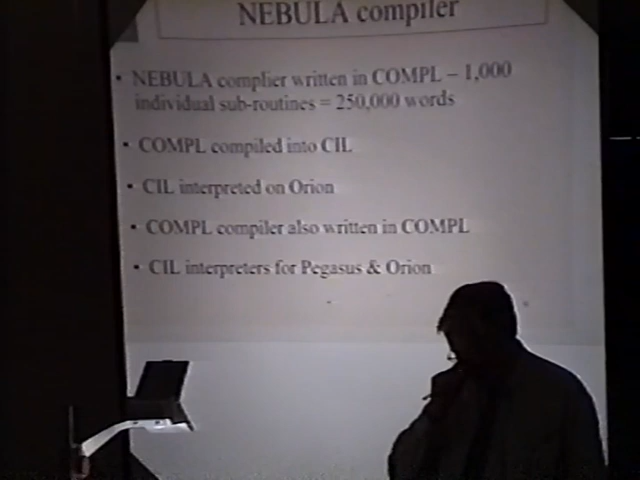 NEBULA compiler
• NEBULA complier written in COMPL – 1,000
individual sub-routines = 250,000 words
• COMPL compiled into CIL
• CIL interpreted on Orion
• COMPL compiler also written in COMPL
• CIL interpreters for Pegasus & Orion